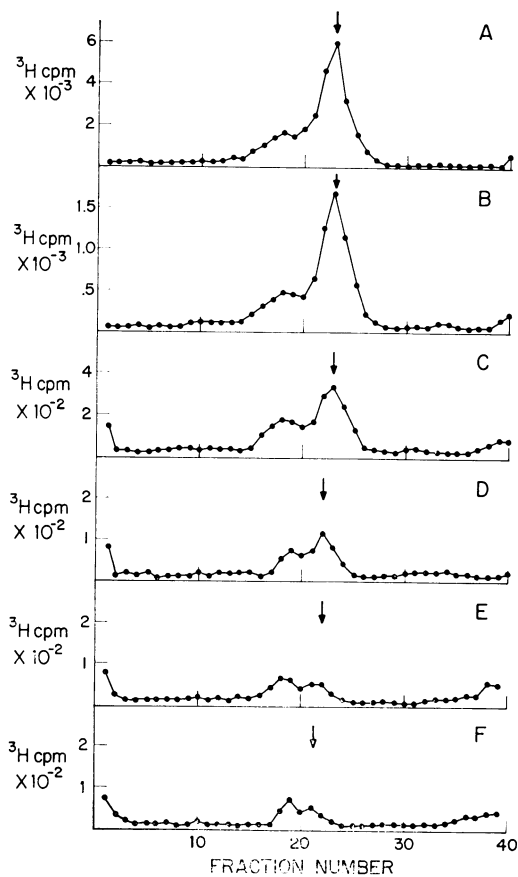 A
6
³H cpm
X 10⁻³
4
2
B
1.5
³H cpm
X10⁻³
1.0
.5
C
4
³H cpm
X 10⁻²
2
D
2
³H cpm
X 10⁻²
1
E
2
³H cpm
X 10⁻²
1
F
2
³H cpm
X10⁻²
1
10 20 30 40
FRACTION NUMBER